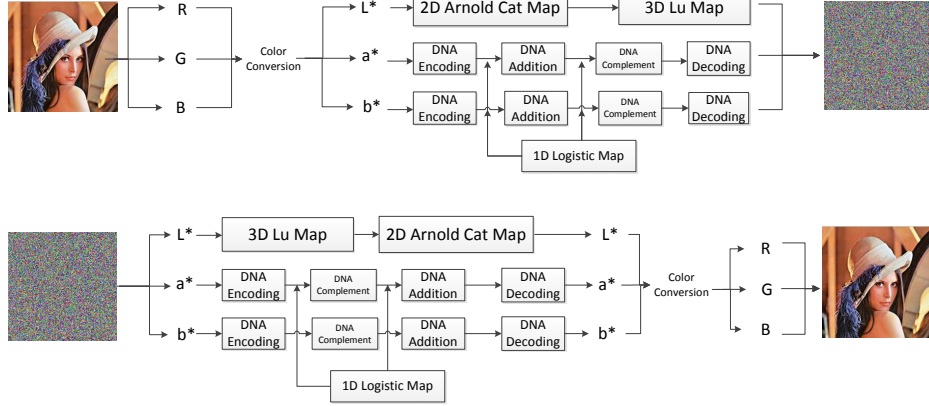 R
G
B
Color
Conversion
L*
2D Arnold Cat Map
3D Lu Map
a*
DNA
Encoding
DNA
Addition
DNA
Complement
DNA
Decoding
b*
DNA
Encoding
DNA
Addition
DNA
Complement
DNA
Decoding
1D Logistic Map
L*
3D Lu Map
2D Arnold Cat Map
L*
a*
DNA
Encoding
DNA
Complement
DNA
Addition
DNA
Decoding
a*
b*
DNA
Encoding
DNA
Complement
DNA
Addition
DNA
Decoding
b*
1D Logistic Map
Color
Conversion
R
G
B